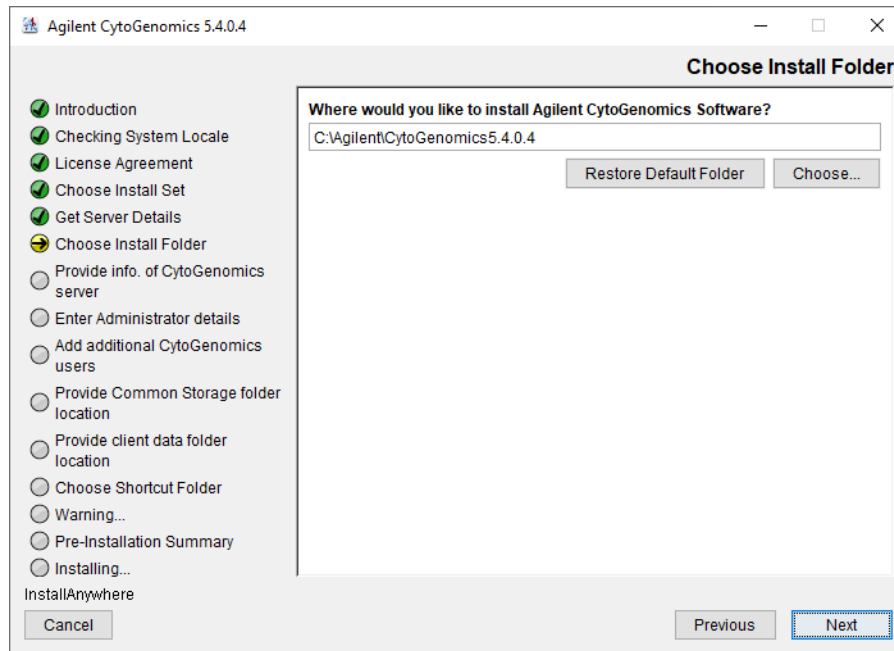 Agilent CytoGenomics 5.4.0.4
Choose Install Folder
Introduction
Checking System Locale
License Agreement
Choose Install Set
Get Server Details
Choose Install Folder
Provide info. of CytoGenomics
server
Enter Administrator details
Add additional CytoGenomics
users
Provide Common Storage folder
location
Provide client data folder
location
Choose Shortcut Folder
Warning...
Pre-Installation Summary
Installing...
Where would you like to install Agilent CytoGenomics Software?
C:\Agilent\CytoGenomics5.4.0.4
Restore Default Folder
Choose...
InstallAnywhere
Cancel
Previous
Next